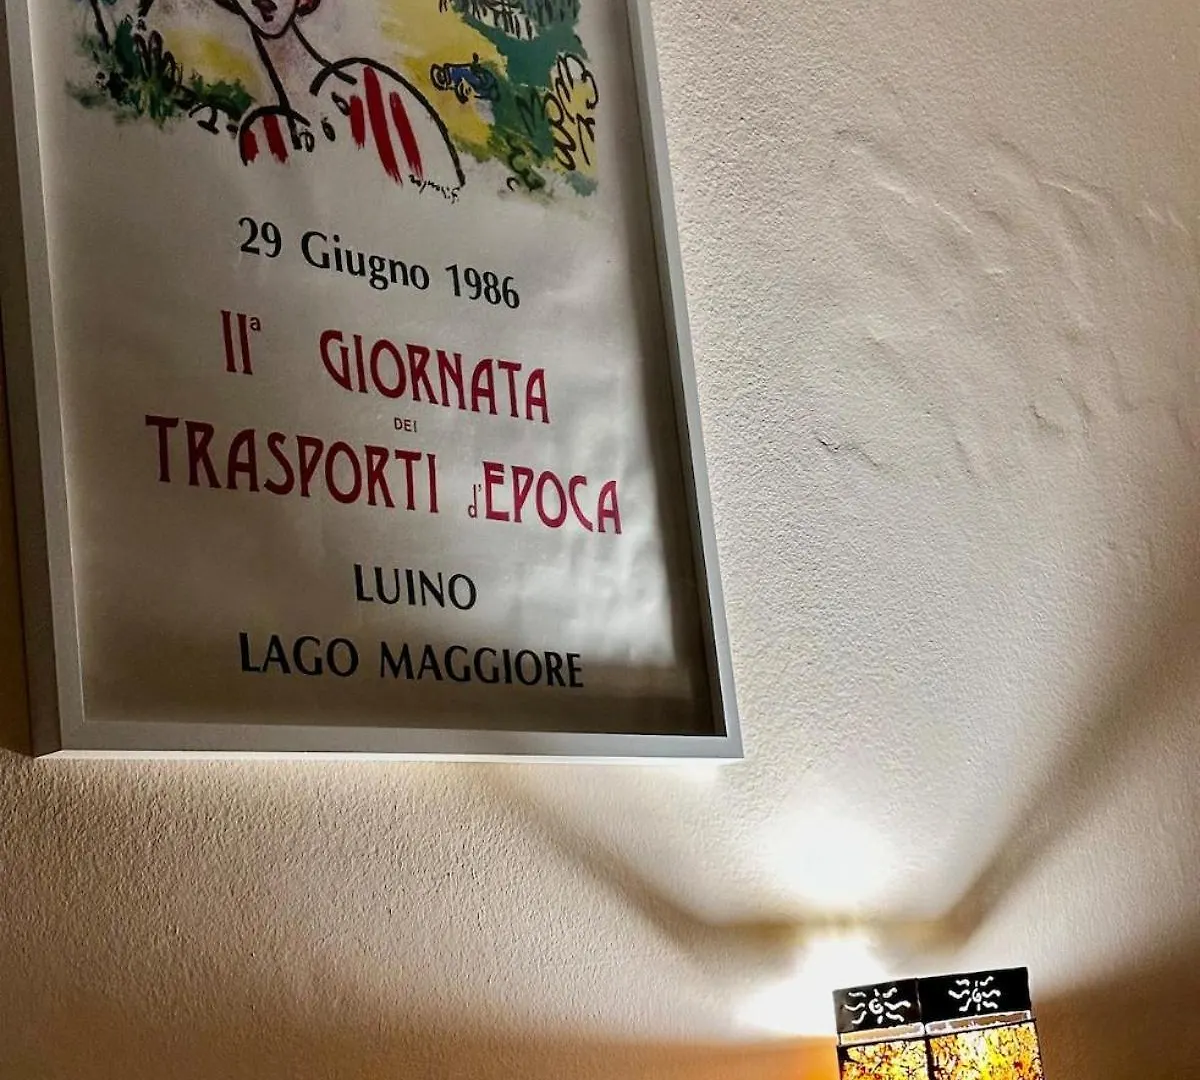 29 Giugno 1986
IIª GIORNATA
DEI
TRASPORTI d'EPOCA
LUINO
LAGO MAGGIORE